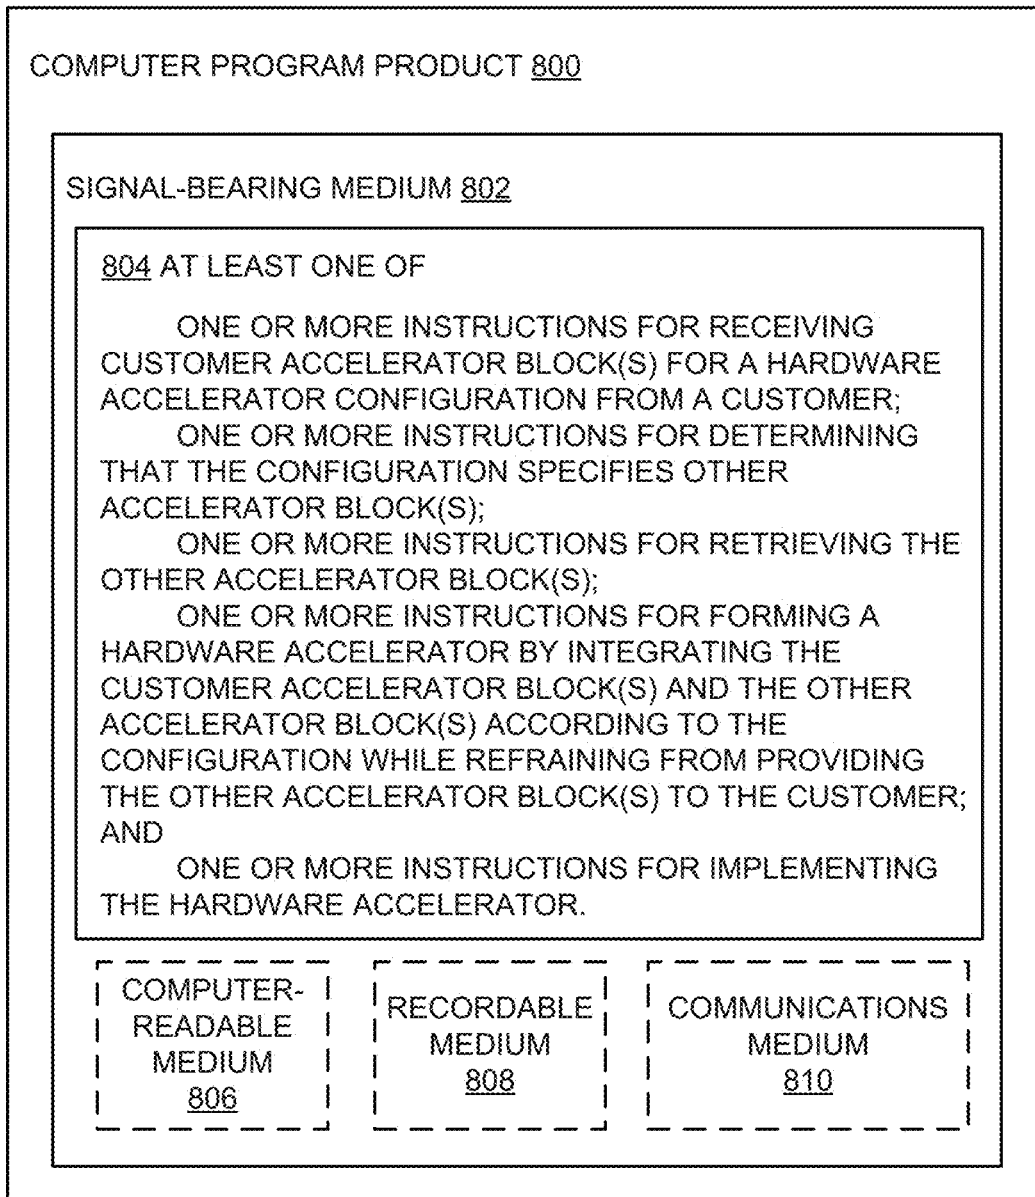 COMPUTER PROGRAM PRODUCT 800
SIGNAL-BEARING MEDIUM 802
804 AT LEAST ONE OF
ONE OR MORE INSTRUCTIONS FOR RECEIVING
CUSTOMER ACCELERATOR BLOCK(S) FOR A HARDWARE
ACCELERATOR CONFIGURATION FROM A CUSTOMER;
ONE OR MORE INSTRUCTIONS FOR DETERMINING
THAT THE CONFIGURATION SPECIFIES OTHER
ACCELERATOR BLOCK(S);
ONE OR MORE INSTRUCTIONS FOR RETRIEVING THE
OTHER ACCELERATOR BLOCK(S);
ONE OR MORE INSTRUCTIONS FOR FORMING A
HARDWARE ACCELERATOR BY INTEGRATING THE
CUSTOMER ACCELERATOR BLOCK(S) AND THE OTHER
ACCELERATOR BLOCK(S) ACCORDING TO THE
CONFIGURATION WHILE REFRAINING FROM PROVIDING
THE OTHER ACCELERATOR BLOCK(S) TO THE CUSTOMER;
AND
ONE OR MORE INSTRUCTIONS FOR IMPLEMENTING
THE HARDWARE ACCELERATOR.
COMPUTER-
READABLE
MEDIUM
806
RECORDABLE
MEDIUM
808
COMMUNICATIONS
MEDIUM
810